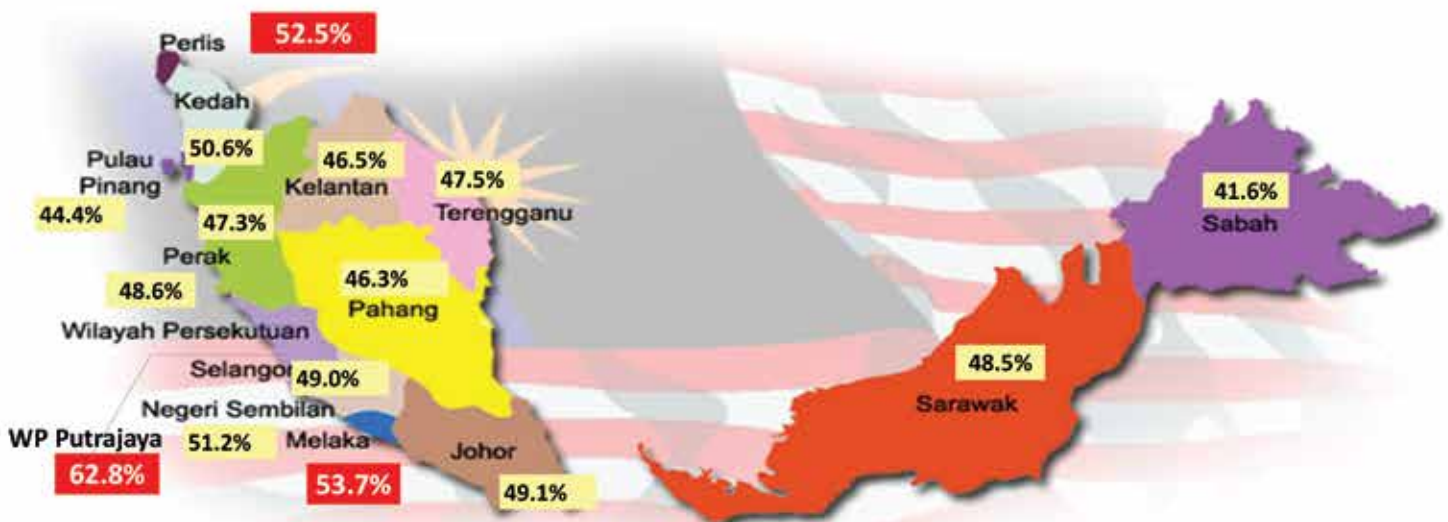 52.5%
Perlis
Kedah
50.6%
Pulau
Pinang
44.4%
46.5%
Kelantan
47.5%
Terengganu
47.3%
Perak
48.6%
Wilayah Persekutuan
46.3%
Pahang
Selangor
49.0%
Negeri Sembilan
51.2%
WP Putrajaya
62.8%
Melaka
53.7%
Johor
49.1%
41.6%
Sabah
48.5%
Sarawak